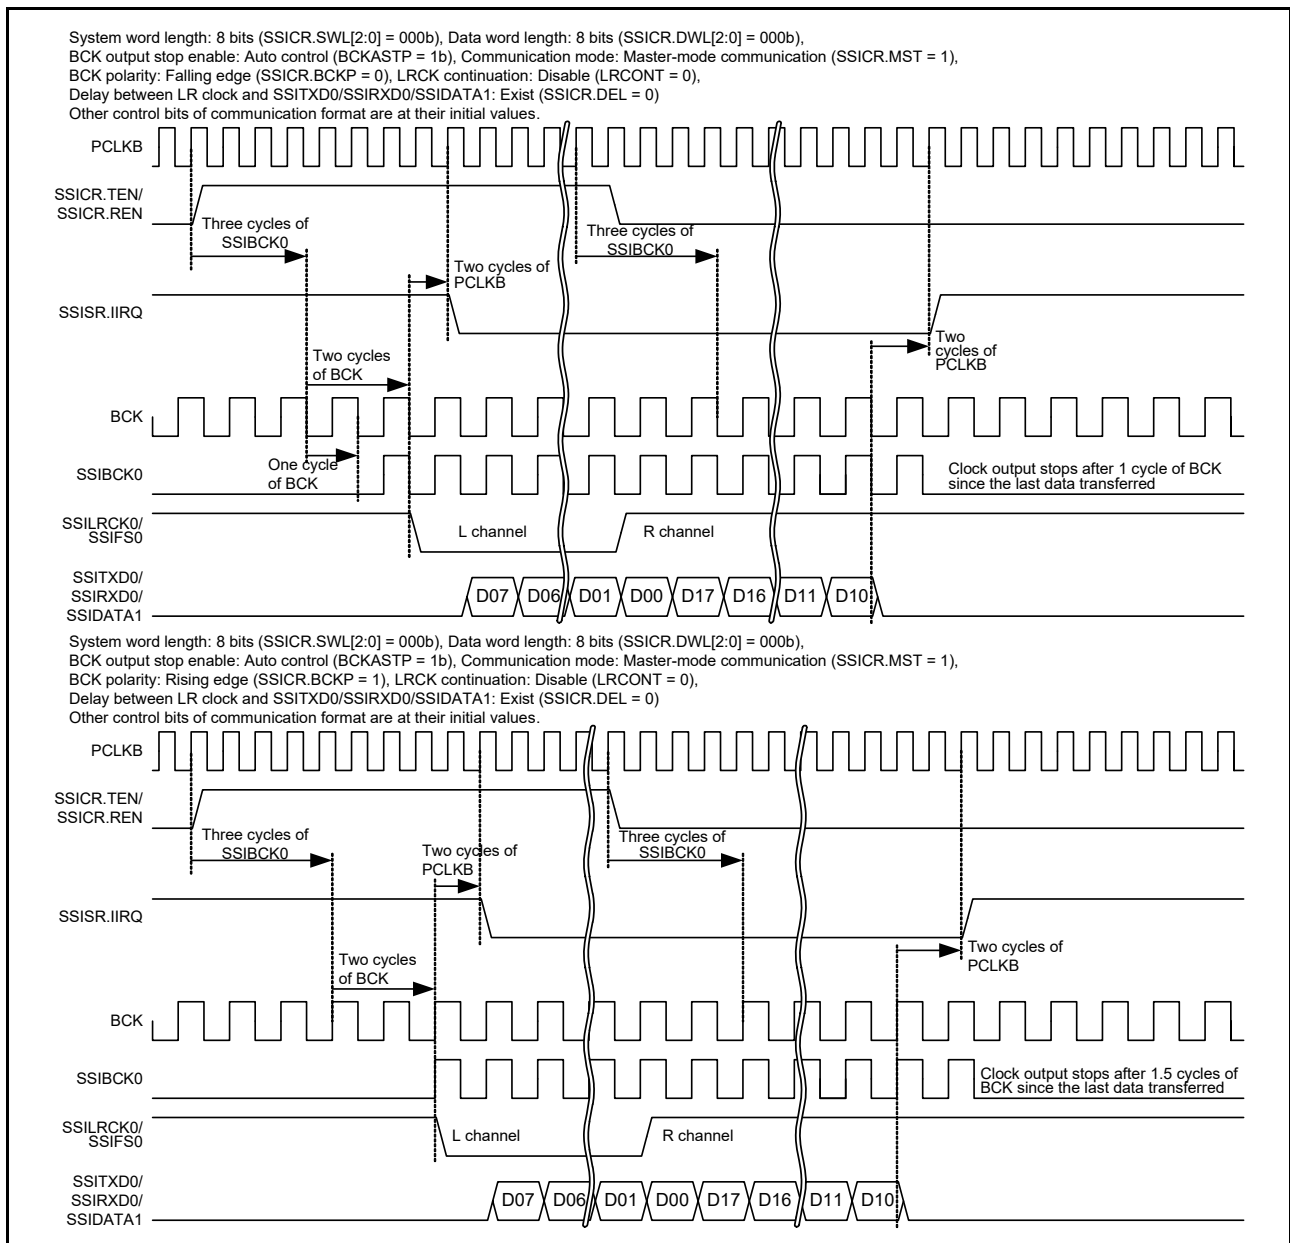 System word length: 8 bits (SSICR.SWL[2:0] = 000b), Data word length: 8 bits (SSICR.DWL[2:0] = 000b),
BCK output stop enable: Auto control (BCKASTP = 1b), Communication mode: Master-mode communication (SSICR.MST = 1),
BCK polarity: Falling edge (SSICR.BCKP = 0), LRCK continuation: Disable (LRCONT = 0),
Delay between LR clock and SSITXD0/SSIRXD0/SSIDATA1: Exist (SSICR.DEL = 0)
Other control bits of communication format are at their initial values.
PCLKB
SSICR.TEN/
SSICR.REN
Three cycles of
SSIBCK0
Three cycles of
SSIBCK0
Two cycles of
PCLKB
SSISR.IIRQ
Two
cycles of
PCLKB
Two cycles
of BCK
BCK
One cycle
of BCK
SSIBCK0
Clock output stops after 1 cycle of BCK
since the last data transferred
SSILRCK0/
SSIFS0
L channel
R channel
SSITXD0/
SSIRXD0/
SSIDATA1
D07 D06 D01 D00 D17 D16 D11 D10
System word length: 8 bits (SSICR.SWL[2:0] = 000b), Data word length: 8 bits (SSICR.DWL[2:0] = 000b),
BCK output stop enable: Auto control (BCKASTP = 1b), Communication mode: Master-mode communication (SSICR.MST = 1),
BCK polarity: Rising edge (SSICR.BCKP = 1), LRCK continuation: Disable (LRCONT = 0),
Delay between LR clock and SSITXD0/SSIRXD0/SSIDATA1: Exist (SSICR.DEL = 0)
Other control bits of communication format are at their initial values.
PCLKB
SSICR.TEN/
SSICR.REN
Three cycles of
SSIBCK0
Two cycles of
PCLKB
Three cycles of
SSIBCK0
SSISR.IIRQ
Two cycles of
PCLKB
Two cycles
of BCK
BCK
SSIBCK0
Clock output stops after 1.5 cycles of
BCK since the last data transferred
SSILRCK0/
SSIFS0
L channel
R channel
SSITXD0/
SSIRXD0/
SSIDATA1
D07 D06 D01 D00 D17 D16 D11 D10